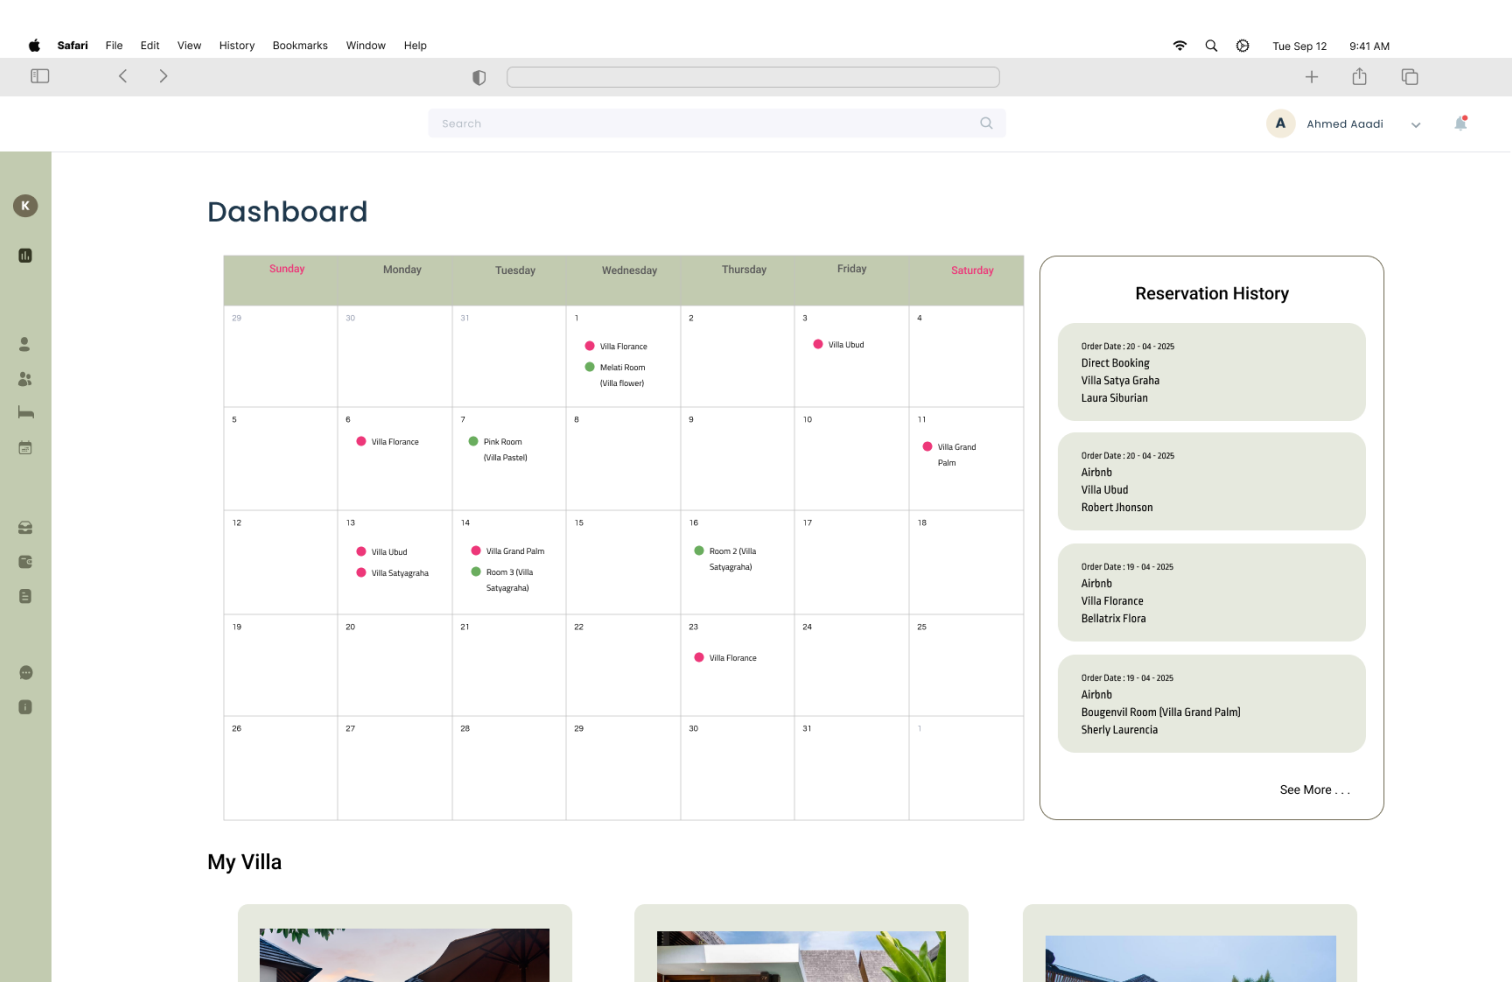 Safari File Edit View History Bookmarks Window Help
Tue Sep 12 9:41 AM
Search
A Ahmed Aaadi
K
Dashboard
Sunday Monday Tuesday Wednesday Thursday Friday Saturday
29 30 31 1 2 3 4
Villa Florance
Melati Room
(Villa flower)
Villa Ubud
5 6 7 8 9 10 11
Villa Florance
Pink Room
(Villa Pastel)
Villa Grand
Palm
12 13 14 15 16 17 18
Villa Ubud
Villa Satyagraha
Villa Grand Palm
Room 3 (Villa
Satyagraha)
Room 2 (Villa
Satyagraha)
19 20 21 22 23 24 25
Villa Florance
26 27 28 29 30 31 1
Reservation History
Order Date : 20 - 04 - 2025
Direct Booking
Villa Satya Graha
Laura Siburian
Order Date : 20 - 04 - 2025
Airbnb
Villa Ubud
Robert Jhonson
Order Date : 19 - 04 - 2025
Airbnb
Villa Florance
Bellatrix Flora
Order Date : 19 - 04 - 2025
Airbnb
Bougenvil Room (Villa Grand Palm)
Sherly Laurencia
See More . . .
My Villa